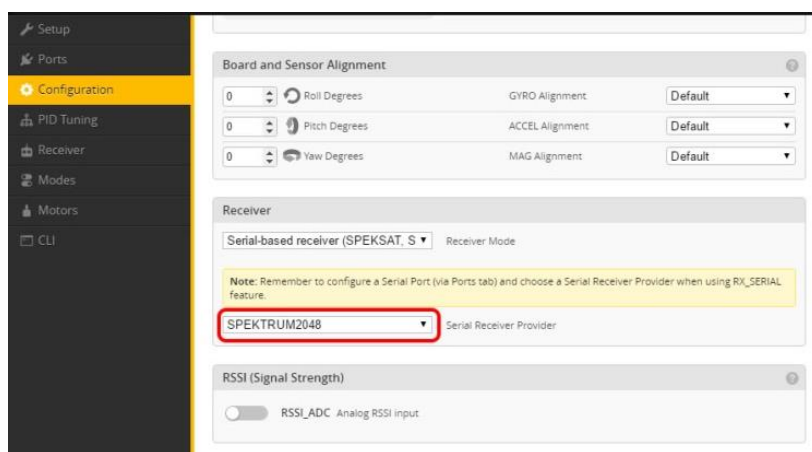 Setup
Ports
Configuration
PID Tuning
Receiver
Modes
Motors
CLI
Board and Sensor Alignment
0 Roll Degrees GYRO Alignment Default
0 Pitch Degrees ACCEL Alignment Default
0 Yaw Degrees MAG Alignment Default
Receiver
Serial-based receiver (SPEKSAT, S Receiver Mode
Note: Remember to configure a Serial Port (via Ports tab) and choose a Serial Receiver Provider when using RX_SERIAL
feature.
SPEKTRUM2048 Serial Receiver Provider
RSSI (Signal Strength)
RSSI_ADC Analog RSSI input